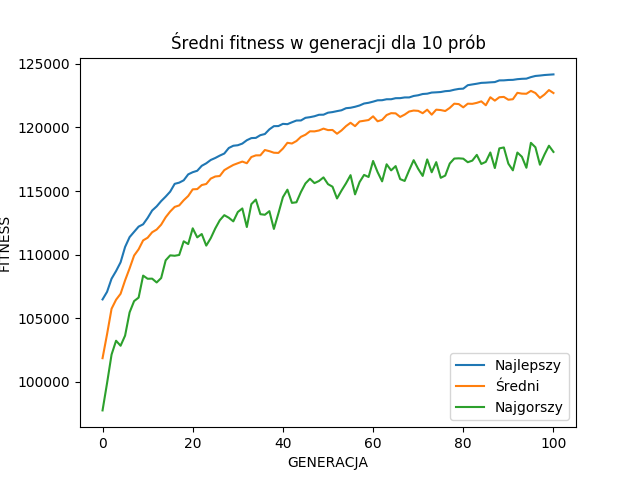 Średni fitness w generacji dla 10 prób
125000
120000
115000
110000
105000
100000
FITNESS
0 20 40 60 80 100
GENERACJA
Najlepszy
Średni
Najgorszy